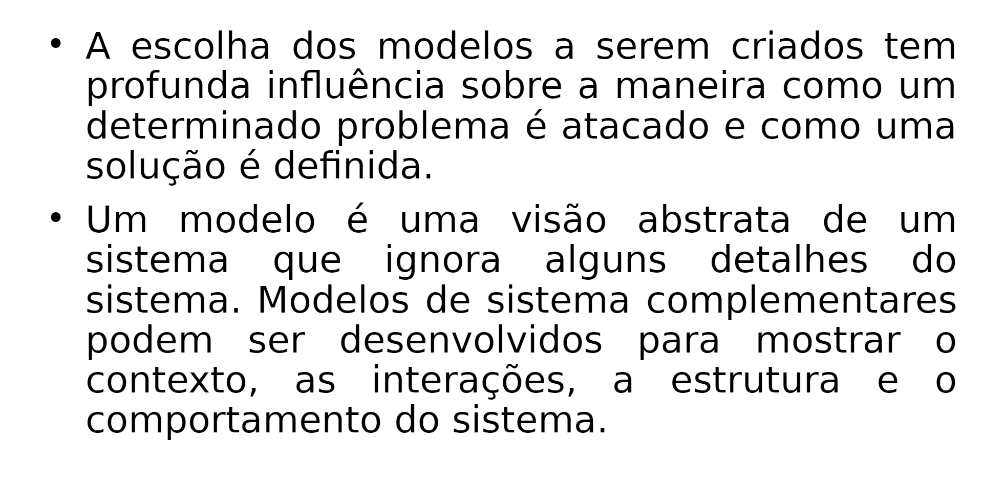 • A escolha dos modelos a serem criados tem
profunda influência sobre a maneira como um
determinado problema é atacado e como uma
solução é definida.
• Um modelo é uma visão abstrata de um
sistema que ignora alguns detalhes do
sistema. Modelos de sistema complementares
podem ser desenvolvidos para mostrar o
contexto, as interações, a estrutura e o
comportamento do sistema.